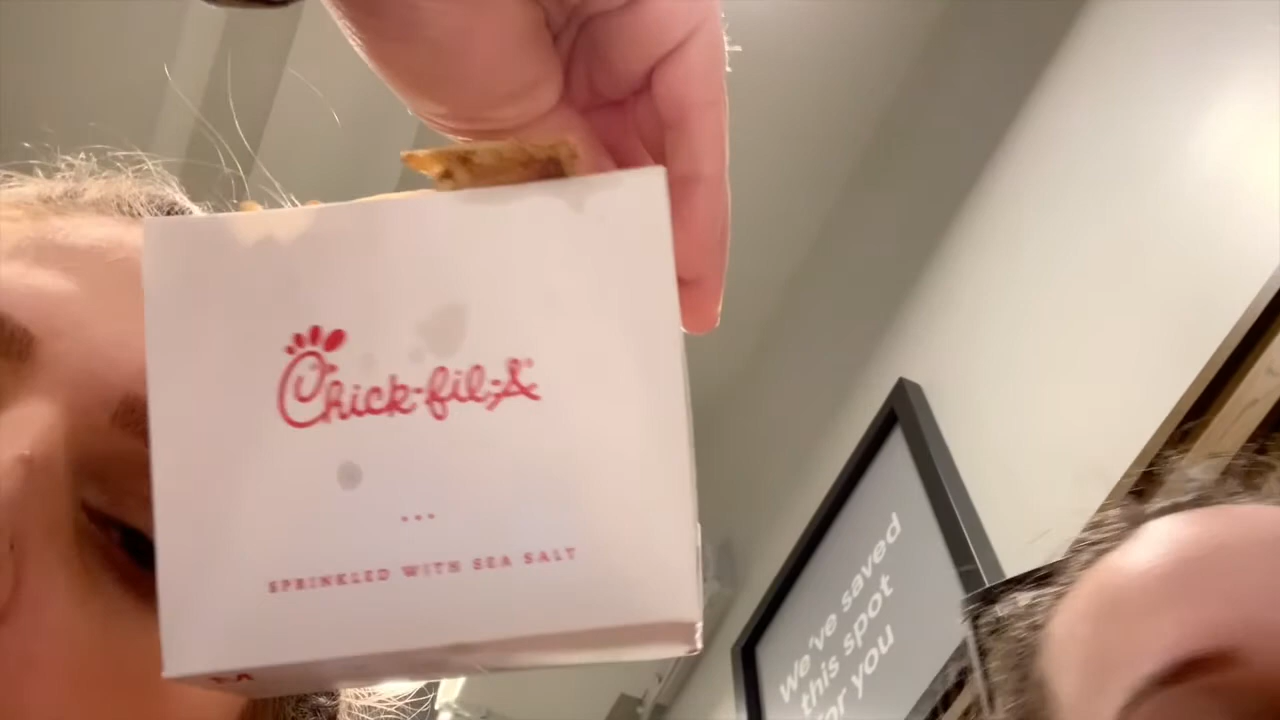 Chick-fil-A
SPRINKLED WITH SEA SALT
M
We've saved
this spot
for you